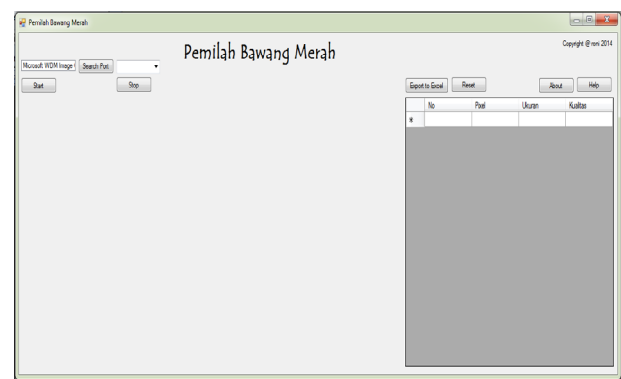 Pemilah Bawang Merah
Copyright @ roni 2014
Pemilah Bawang Merah
Microsoft WDM Image Search Port
Start Stop
Export to Excel Reset About Help
No Pixel Ukuran Kualitas
*